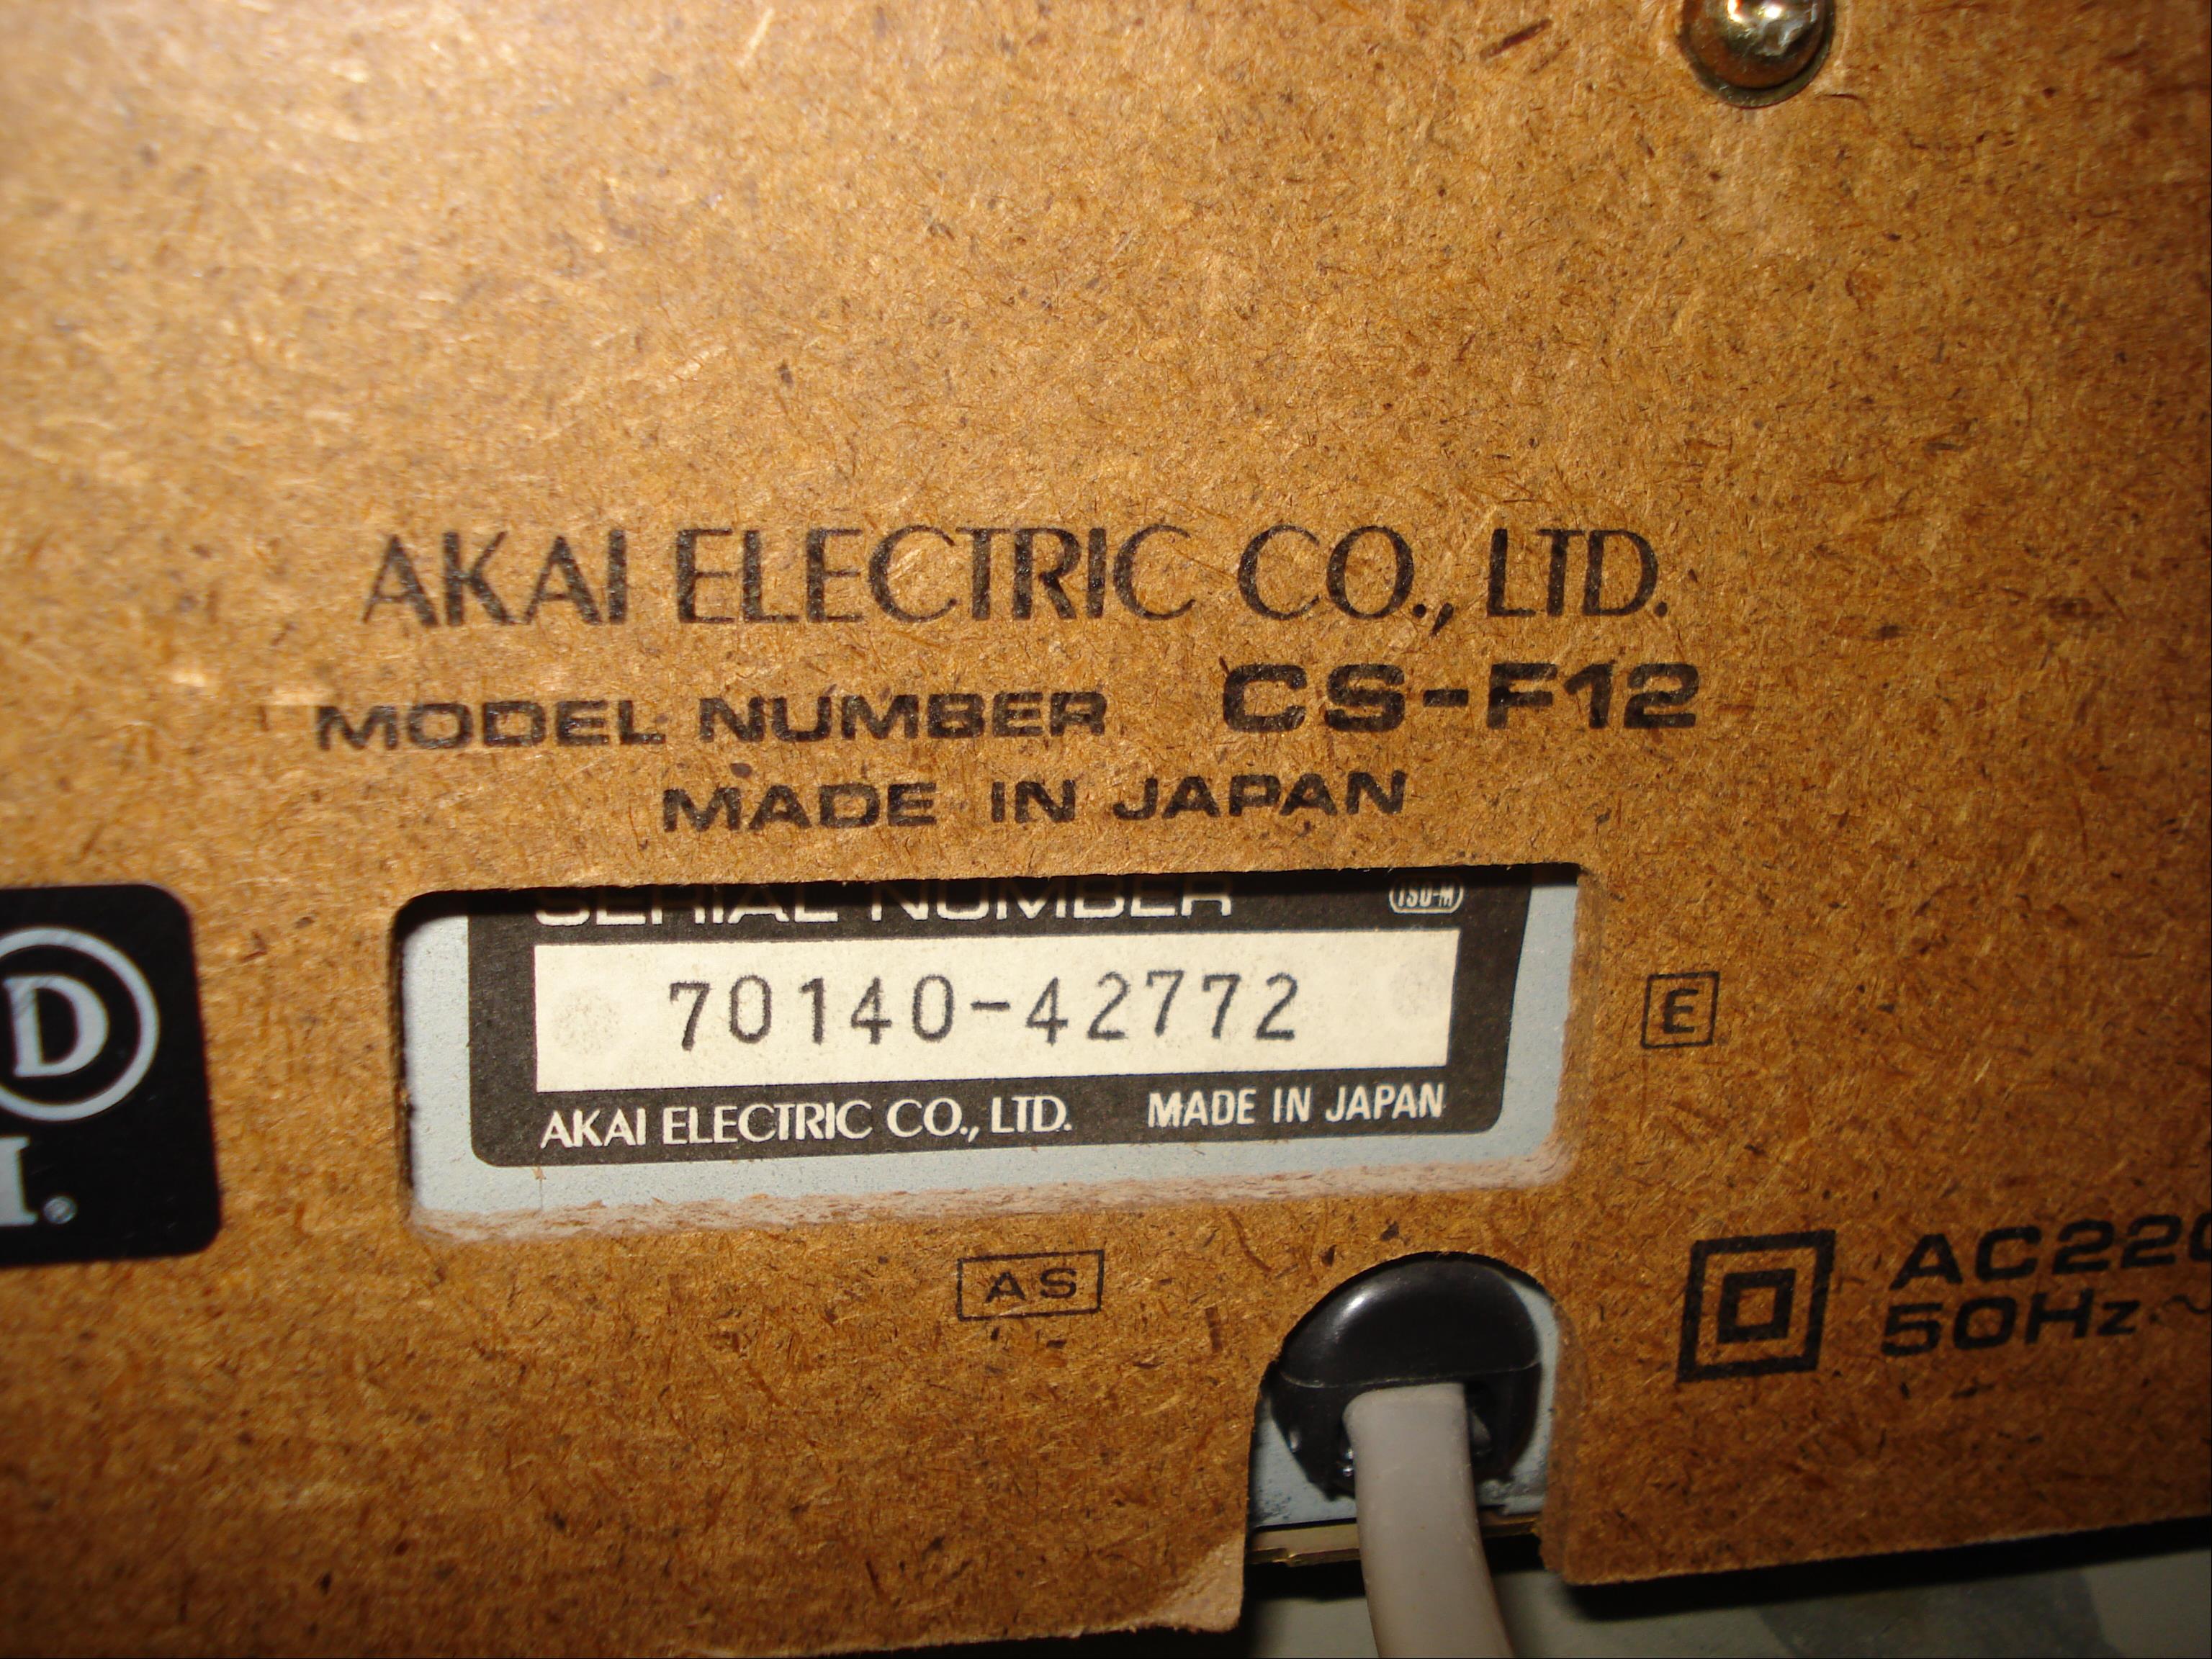 AKAI ELECTRIC CO., LTD.
MODEL NUMBER CS-F12
MADE IN JAPAN
SERIAL NUMBER
70140-42772
AKAI ELECTRIC CO., LTD. MADE IN JAPAN
E
D
I.
AS
AC220
50Hz~